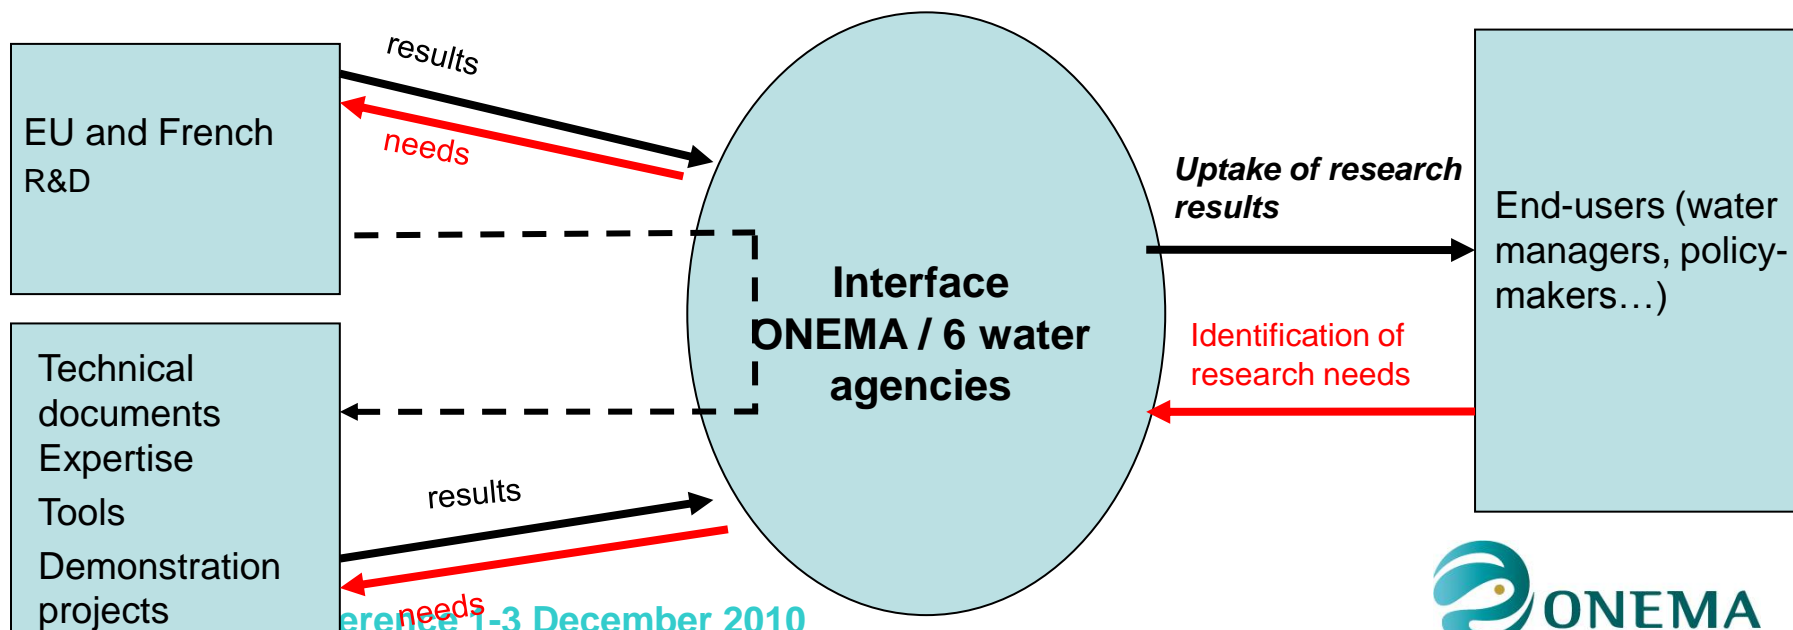 EU and French
R&D
results
needs
Technical
documents
Expertise
Tools
Demonstration
projects
results
needs
Interface
ONEMA / 6 water
agencies
Uptake of research
results
Identification of
research needs
End-users (water
managers, policy-
makers…)
1-3 December 2010
ONEMA